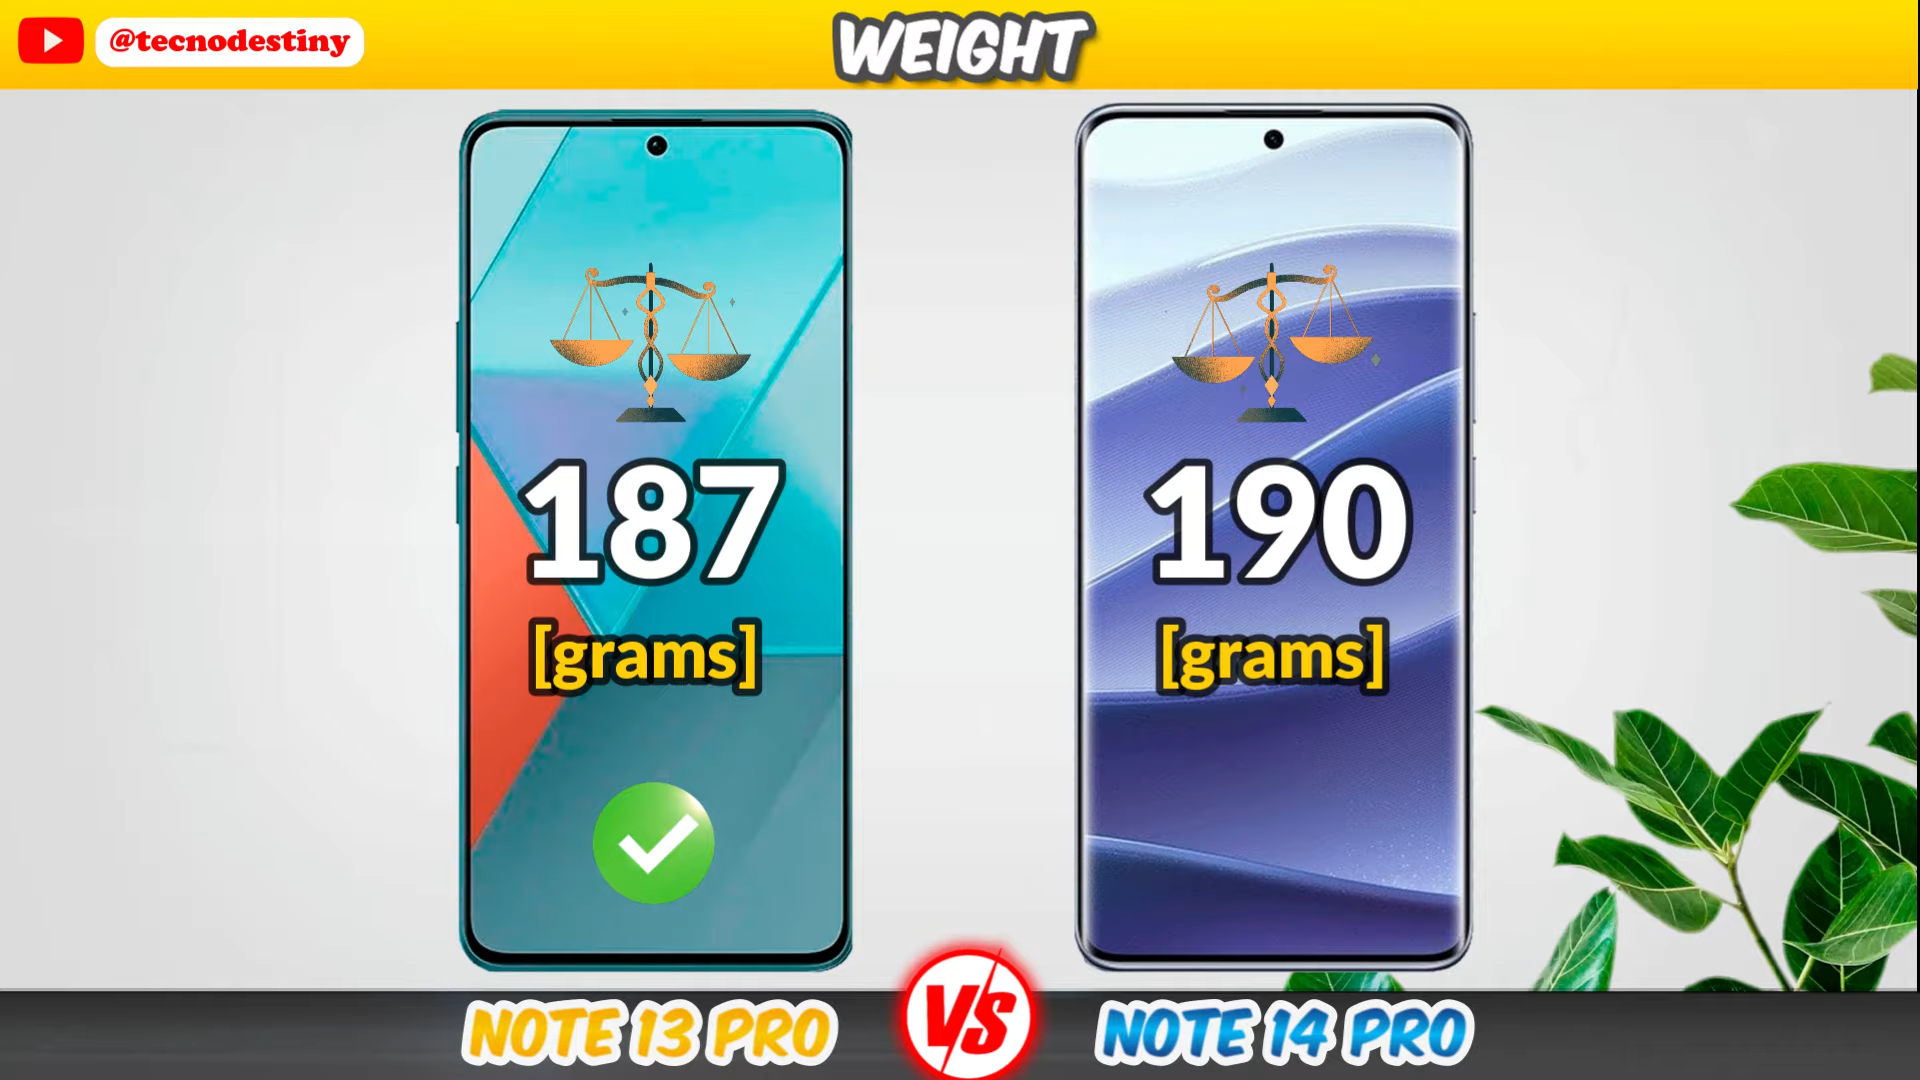 @tecnodestiny
WEIGHT
187
[grams]
190
[grams]
NOTE 13 PRO
VS
NOTE 14 PRO